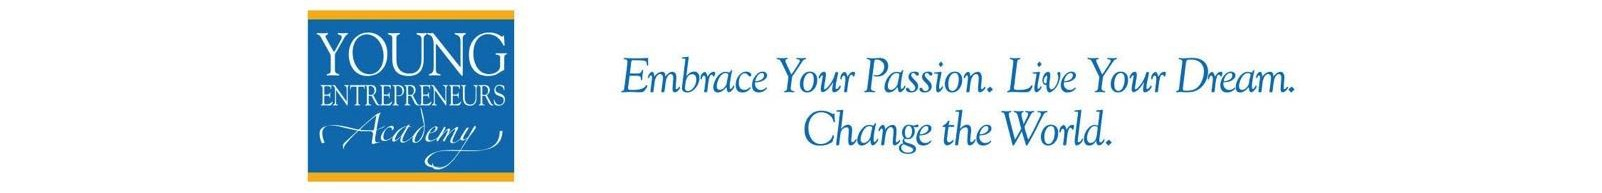 YOUNG
ENTREPRENEURS
Academy
Embrace Your Passion. Live Your Dream.
Change the World.